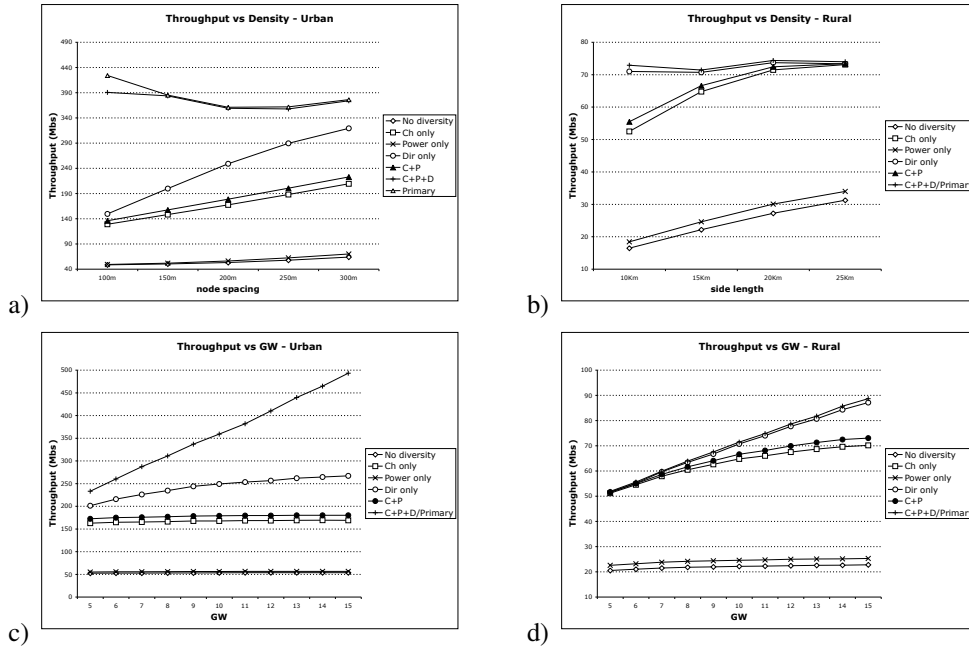 Throughput vs Density - Urban
Throughput (Mbs)
490
440
390
340
290
240
190
140
90
40
100m 150m 200m 250m 300m
node spacing
No diversity
Ch only
Power only
Dir only
C+P
C+P+D
Primary
a)
Throughput vs Density - Rural
Throughput (Mbs)
80
70
60
50
40
30
20
10
10Km 15Km 20Km 25Km
side length
No diversity
Ch only
Power only
Dir only
C+P
C+P+D/Primary
b)
Throughput vs GW - Urban
Throughput (Mbs)
500
450
400
350
300
250
200
150
100
50
0
5 6 7 8 9 10 11 12 13 14 15
GW
No diversity
Ch only
Power only
Dir only
C+P
C+P+D/Primary
c)
Throughput vs GW - Rural
Throughput (Mbs)
100
90
80
70
60
50
40
30
20
10
5 6 7 8 9 10 11 12 13 14 15
GW
No diversity
Ch only
Power only
Dir only
C+P
C+P+D/Primary
d)